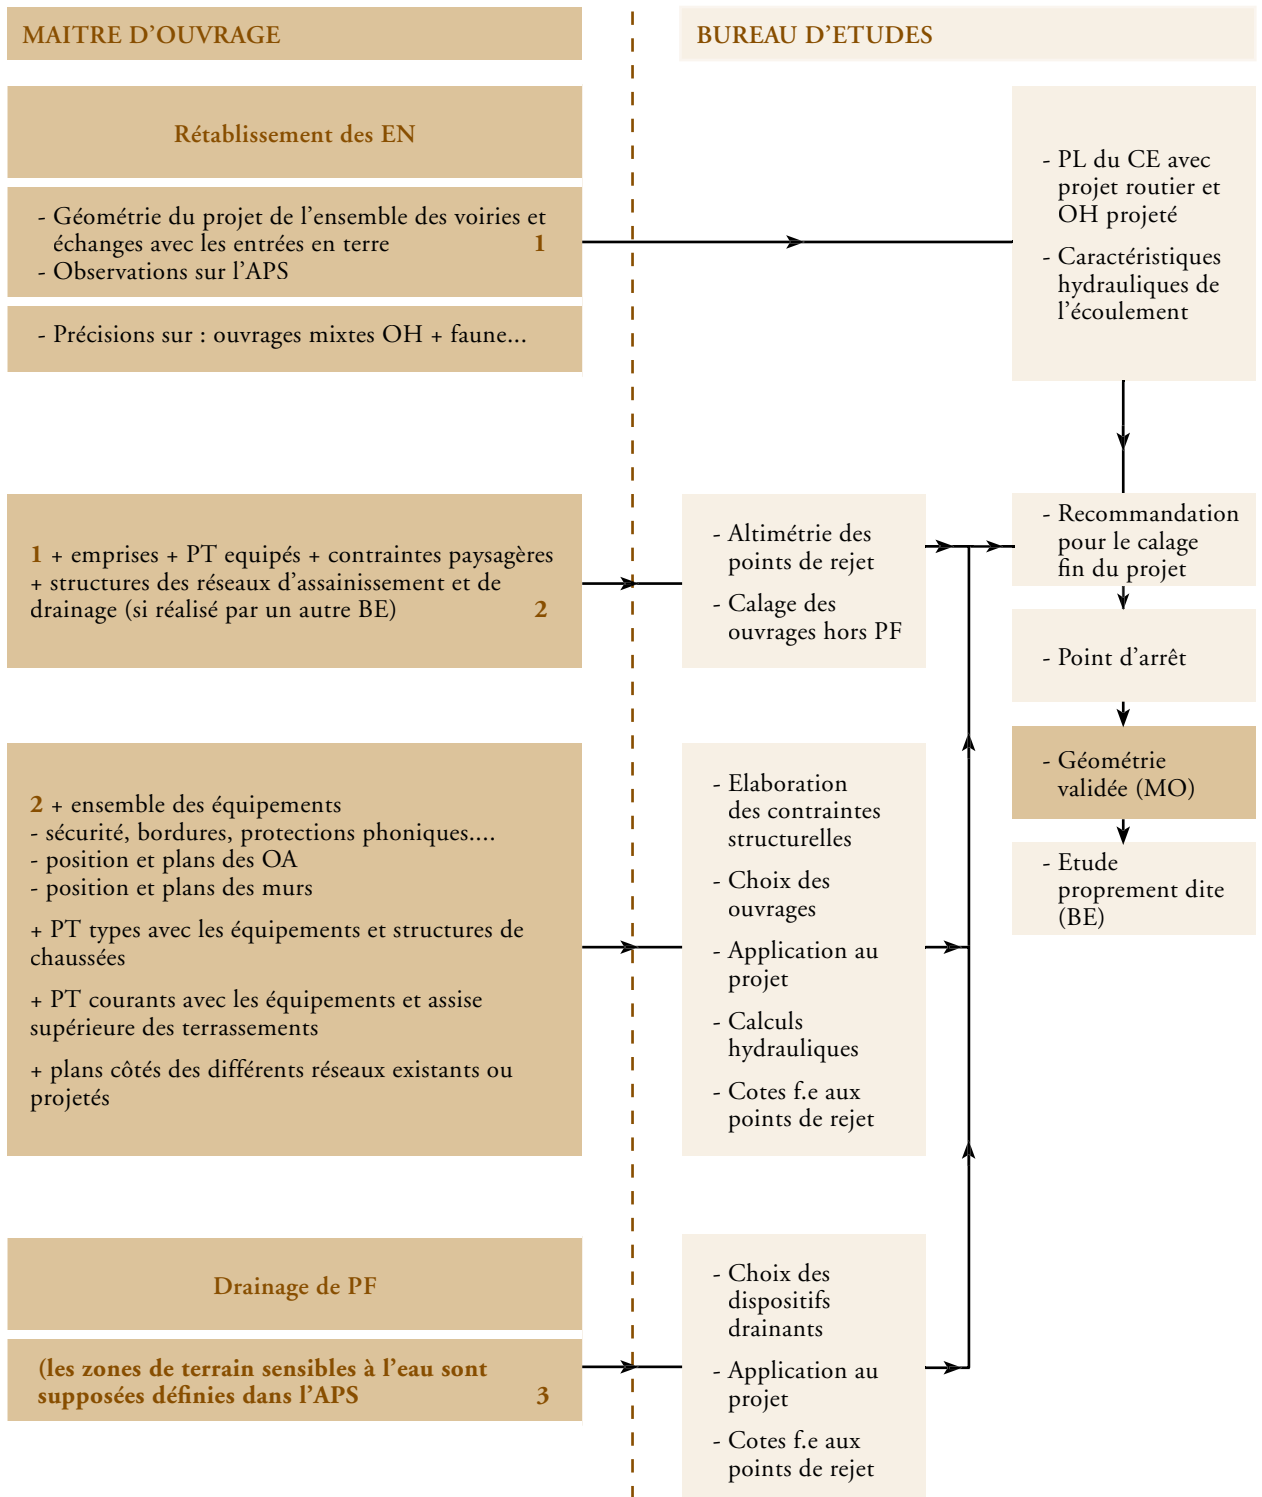 MAITRE D'OUVRAGE
BUREAU D'ETUDES
Rétablissement des EN
- Géométrie du projet de l'ensemble des voiries et
échanges avec les entrées en terre 1
- Observations sur l'APS
- Précisions sur : ouvrages mixtes OH + faune...
- PL du CE avec
projet routier et
OH projeté
- Caractéristiques
hydrauliques de
l'écoulement
1 + emprises + PT equipés + contraintes paysagères
+ structures des réseaux d'assainissement et de
drainage (si réalisé par un autre BE) 2
- Altimétrie des
points de rejet
- Calage des
ouvrages hors PF
- Recommandation
pour le calage
fin du projet
- Point d'arrêt
- Géométrie
validée (MO)
- Etude
proprement dite
(BE)
2 + ensemble des équipements
- sécurité, bordures, protections phoniques....
- position et plans des OA
- position et plans des murs
+ PT types avec les équipements et structures de
chaussées
+ PT courants avec les équipements et assise
supérieure des terrassements
+ plans côtés des différents réseaux existants ou
projetés
- Elaboration
des contraintes
structurelles
- Choix des
ouvrages
- Application au
projet
- Calculs
hydrauliques
- Cotes f.e aux
points de rejet
Drainage de PF
(les zones de terrain sensibles à l'eau sont
supposées définies dans l'APS 3
- Choix des
dispositifs
drainants
- Application au
projet
- Cotes f.e aux
points de rejet